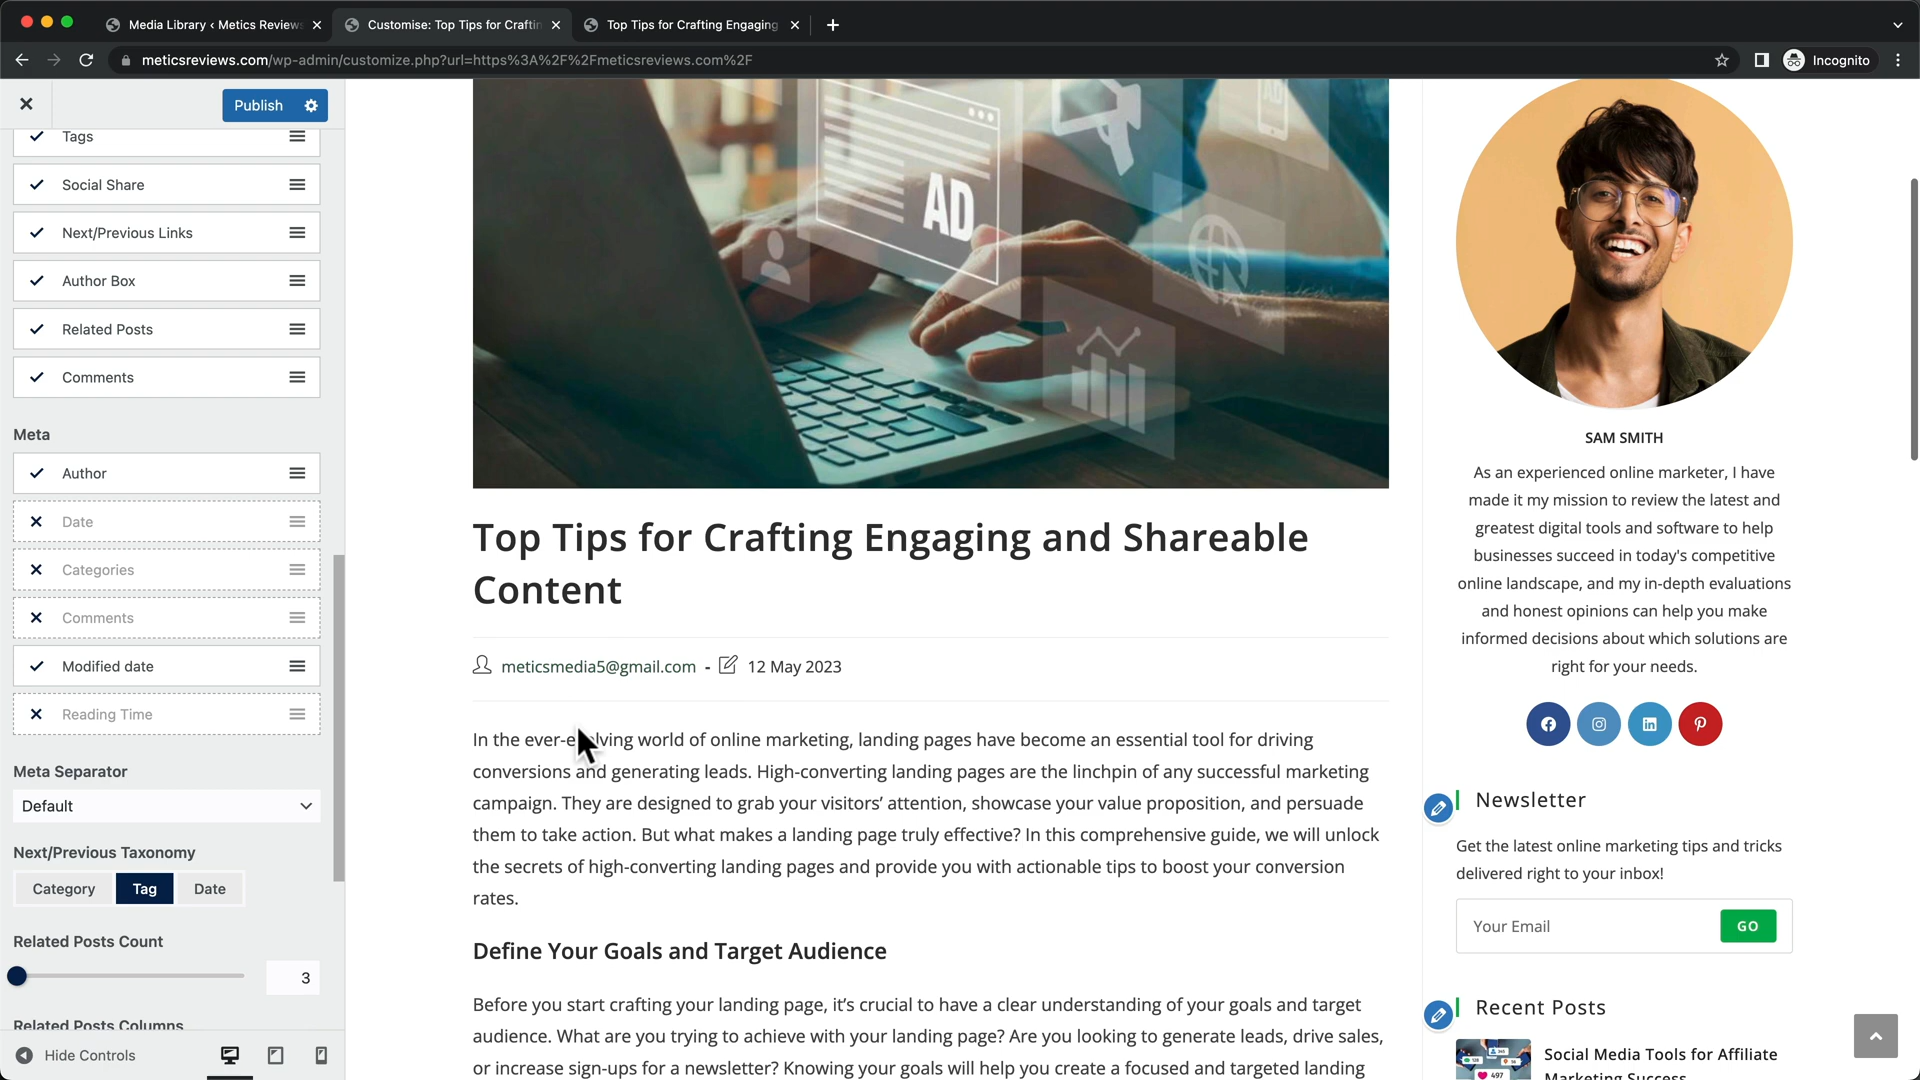 Media Library ‹ Metics Reviews
Customise: Top Tips for Craftin
Top Tips for Crafting Engaging
meticsreviews.com/wp-admin/customize.php?url=https%3A%2F%2Fmeticsreviews.com%2F
Incognito
Publish
Tags
Social Share
Next/Previous Links
Author Box
Related Posts
Comments
Meta
Author
Date
Categories
Comments
Modified date
Reading Time
Meta Separator
Default
Next/Previous Taxonomy
Category Tag Date
Related Posts Count
3
Related Posts Columns
Hide Controls
AD
AD
Top Tips for Crafting Engaging and Shareable
Content
meticsmedia5@gmail.com - 12 May 2023
In the ever-evolving world of online marketing, landing pages have become an essential tool for driving
conversions and generating leads. High-converting landing pages are the linchpin of any successful marketing
campaign. They are designed to grab your visitors' attention, showcase your value proposition, and persuade
them to take action. But what makes a landing page truly effective? In this comprehensive guide, we will unlock
the secrets of high-converting landing pages and provide you with actionable tips to boost your conversion
rates.
Define Your Goals and Target Audience
Before you start crafting your landing page, it's crucial to have a clear understanding of your goals and target
audience. What are you trying to achieve with your landing page? Are you looking to generate leads, drive sales,
or increase sign-ups for a newsletter? Knowing your goals will help you create a focused and targeted landing
SAM SMITH
As an experienced online marketer, I have
made it my mission to review the latest and
greatest digital tools and software to help
businesses succeed in today's competitive
online landscape, and my in-depth evaluations
and honest opinions can help you make
informed decisions about which solutions are
right for your needs.
Newsletter
Get the latest online marketing tips and tricks
delivered right to your inbox!
Your Email
GO
Recent Posts
Social Media Tools for Affiliate
Marketing Success
497